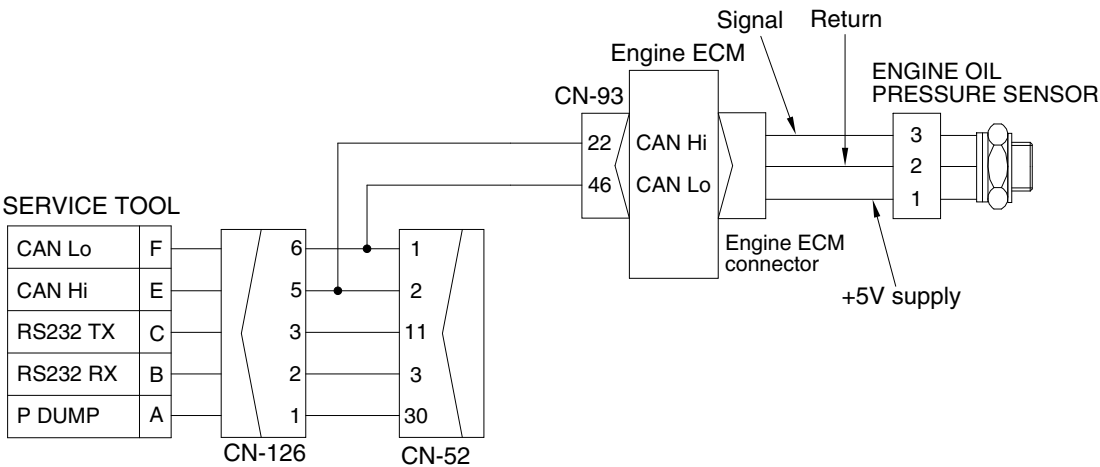 Signal Return
Engine ECM
ENGINE OIL
PRESSURE SENSOR
CN-93
22 CAN Hi 3
46 CAN Lo 2
1
SERVICE TOOL
CAN Lo F 6 1
CAN Hi E 5 2
RS232 TX C 3 11
RS232 RX B 2 3
P DUMP A 1 30
CN-126 CN-52
Engine ECM
connector
+5V supply